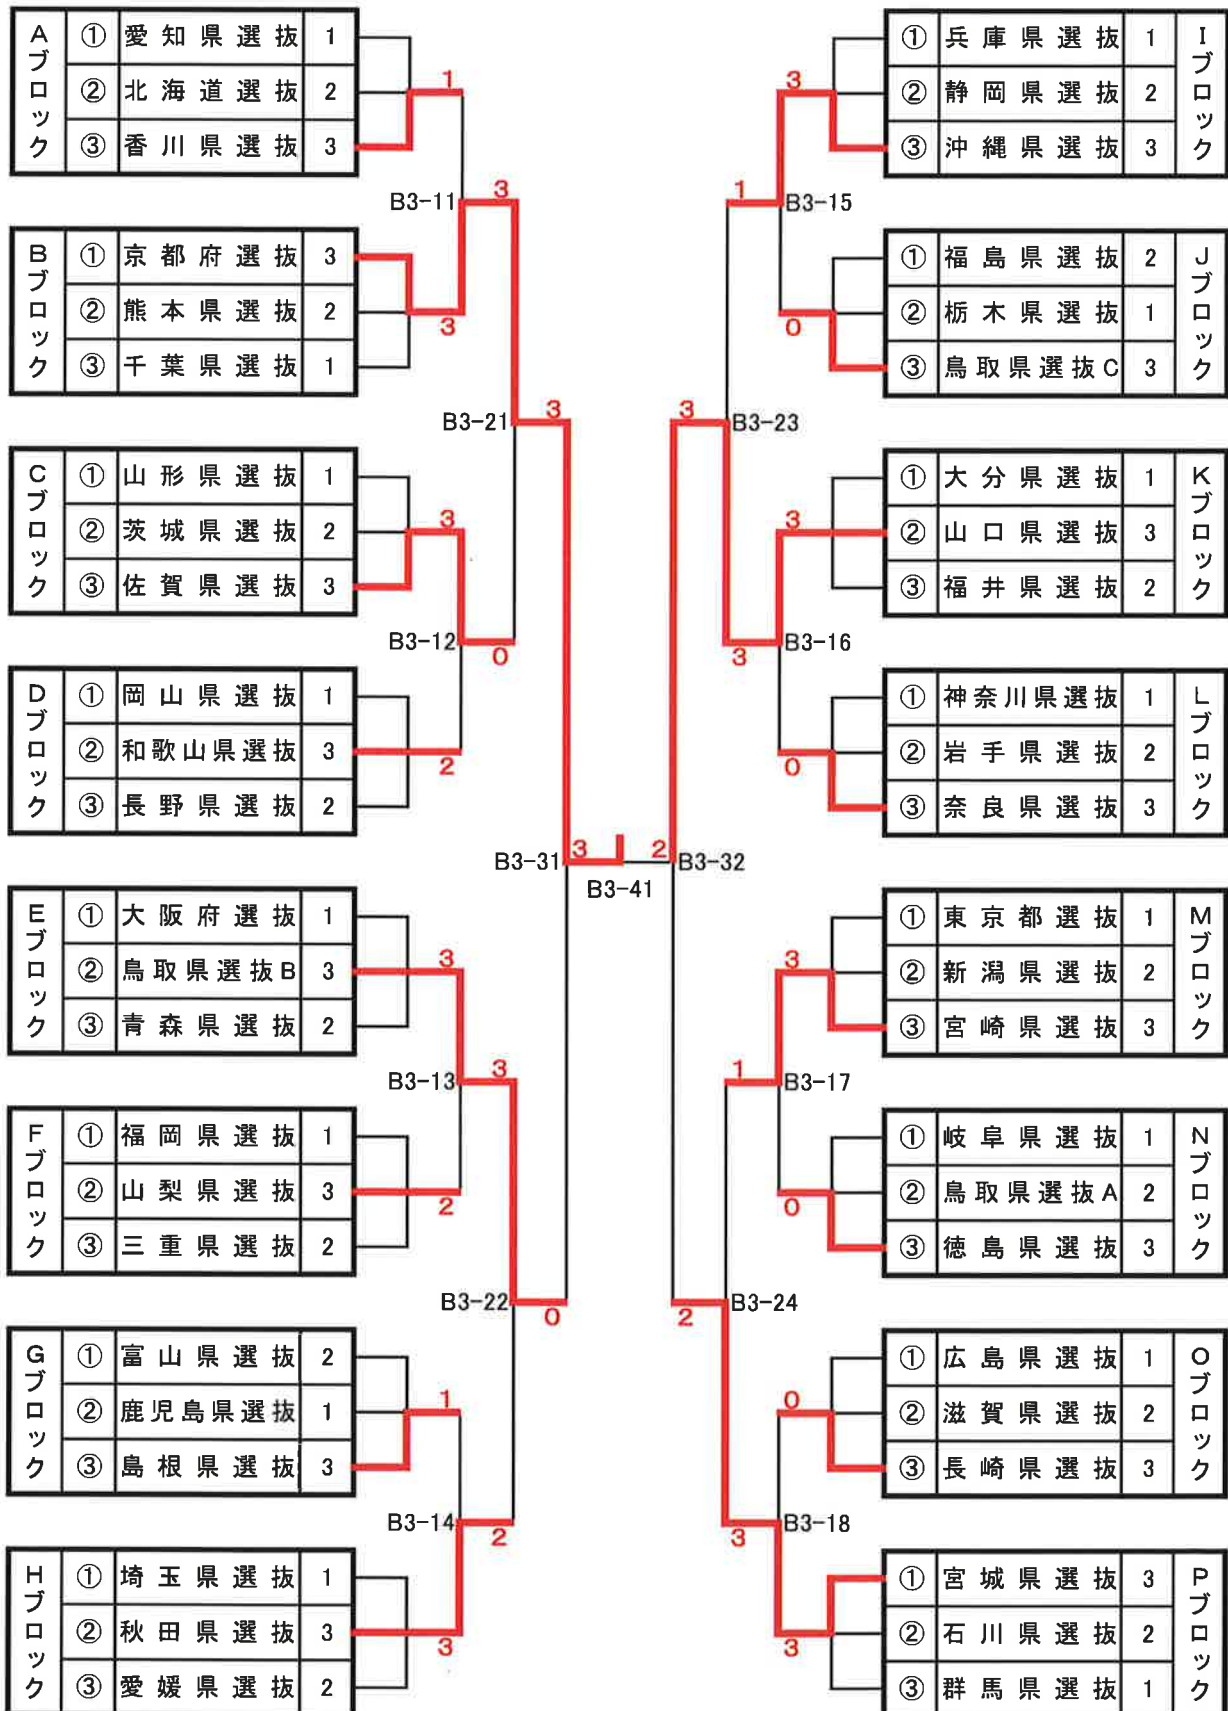 Aブロック
① 愛知県選抜 1
② 北海道選抜 2
③ 香川県選抜 3
1
B3-11
3
Bブロック
① 京都府選抜 3
② 熊本県選抜 2
③ 千葉県選抜 1
3
B3-21
3
Cブロック
① 山形県選抜 1
② 茨城県選抜 2
③ 佐賀県選抜 3
3
B3-12
0
Dブロック
① 岡山県選抜 1
② 和歌山県選抜 3
③ 長野県選抜 2
2
B3-31
3
B3-41
2
B3-32
Eブロック
① 大阪府選抜 1
②鳥取県選抜B 3
③ 青森県選抜 2
3
B3-13
3
Fブロック
① 福岡県選抜 1
② 山梨県選抜 3
③ 三重県選抜 2
2
B3-22
0
Gブロック
① 富山県選抜 2
② 鹿児島県選抜 1
③ 島根県選抜 3
1
B3-14
2
Hブロック
① 埼玉県選抜 1
② 秋田県選抜 3
③ 愛媛県選抜 2
3
Iブロック
① 兵庫県選抜 1
② 静岡県選抜 2
③ 沖縄県選抜 3
3
1
B3-15
Jブロック
① 福島県選抜 2
② 栃木県選抜 1
③ 鳥取県選抜C 3
0
3
B3-23
Kブロック
① 大分県選抜 1
② 山口県選抜 3
③ 福井県選抜 2
3
3
B3-16
Lブロック
① 神奈川県選抜 1
② 岩手県選抜 2
③ 奈良県選抜 3
0
Mブロック
① 東京都選抜 1
② 新潟県選抜 2
③ 宮崎県選抜 3
3
1
B3-17
Nブロック
① 岐阜県選抜 1
② 鳥取県選抜A 2
③ 徳島県選抜 3
0
2
B3-24
Oブロック
① 広島県選抜 1
② 滋賀県選抜 2
③ 長崎県選抜 3
0
3
B3-18
Pブロック
① 宮城県選抜 3
② 石川県選抜 2
③ 群馬県選抜 1
3